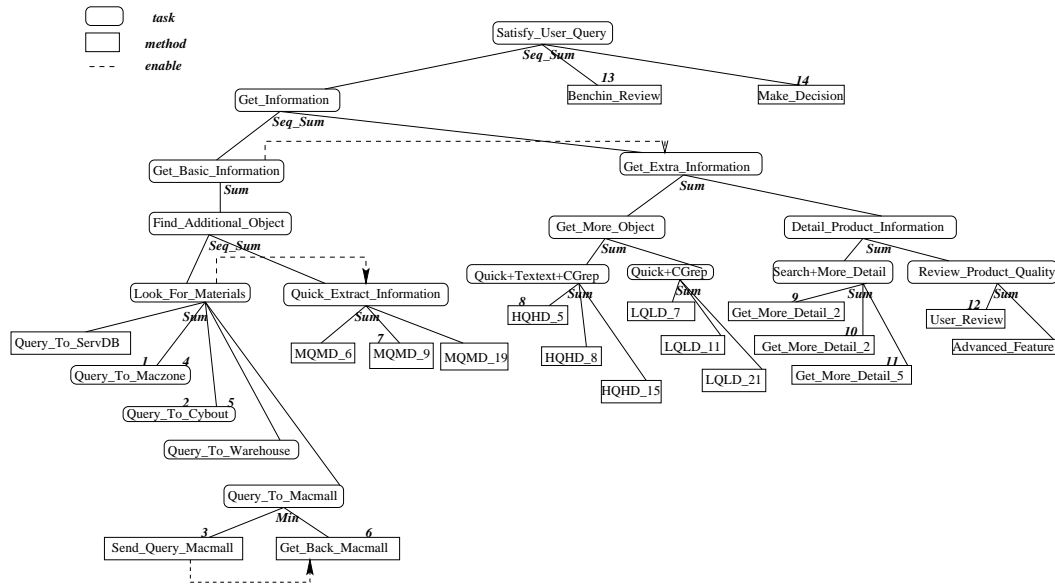 task
method
enable
Satisfy_User_Query
Seq_Sum
13
14
Benchin_Review
Make_Decision
Get_Information
Seq_Sum
Get_Basic_Information
Sum
Get_Extra_Information
Sum
Find_Additional_Object
Seq_Sum
Get_More_Object
Sum
Detail_Product_Information
Sum
Look_For_Materials
Sum
Quick_Extract_Information
Sum
Quick+Textext+CGrep
Sum
Quick+CGrep
Sum
Search+More_Detail
Sum
Review_Product_Quality
Sum
Query_To_ServDB
MQMD_6
7
MQMD_9
MQMD_19
8
HQHD_5
HQHD_8
HQHD_15
LQLD_7
LQLD_11
LQLD_21
9
Get_More_Detail_2
10
Get_More_Detail_2
11
Get_More_Detail_5
12
User_Review
Advanced_Feature
1
4
Query_To_Maczone
2
5
Query_To_Cybout
Query_To_Warehouse
Query_To_Macmall
Min
3
6
Send_Query_Macmall
Get_Back_Macmall